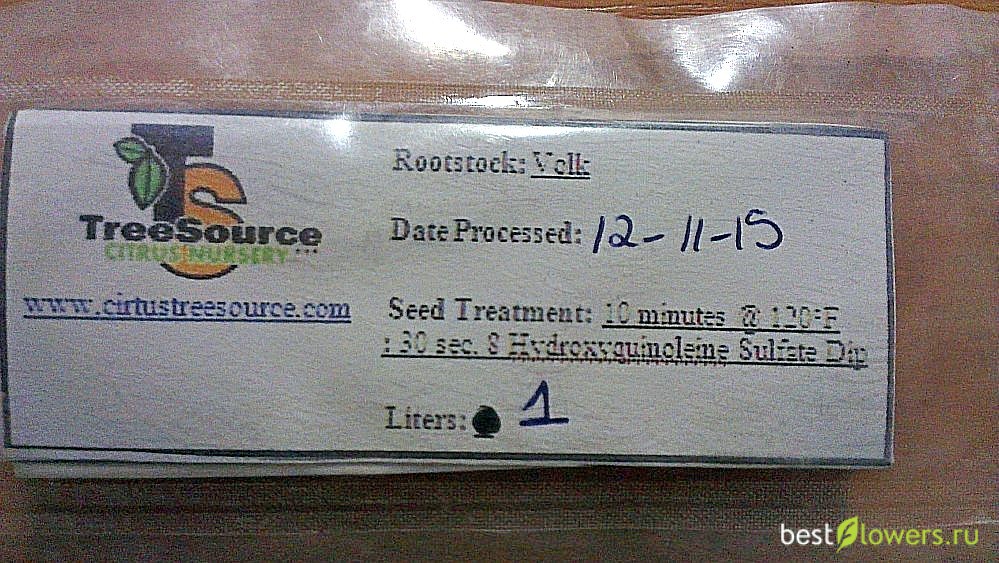 TS
TreeSource
CITRUS NURSERY
www.cirtustreesource.com
Rootstock: Volk
Date Processed: 12-11-15
Seed Treatment: 10 minutes @ 120°F
: 30 sec. 8 Hydroxyquinoleine Sulfate Dip
Liters: 1
bestflowers.ru